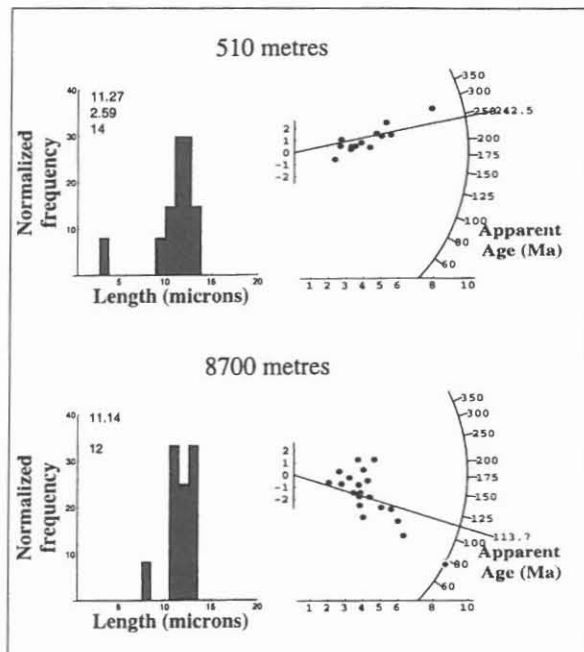 510 metres
11.27
2.59
14
Normalized
frequency
40
30
20
10
5 10 15 20
Length (microns)
2
1
0
-1
-2
350
300
250
242.5
200
175
150
125
100
80
60
Apparent
Age (Ma)
1 2 3 4 5 6 8 10
8700 metres
11.14
12
Normalized
frequency
40
30
20
10
5 10 15 20
Length (microns)
2
1
0
-1
-2
350
300
250
200
175
150
125
113.7
100
80
60
Apparent
Age (Ma)
1 2 3 4 5 6 8 10